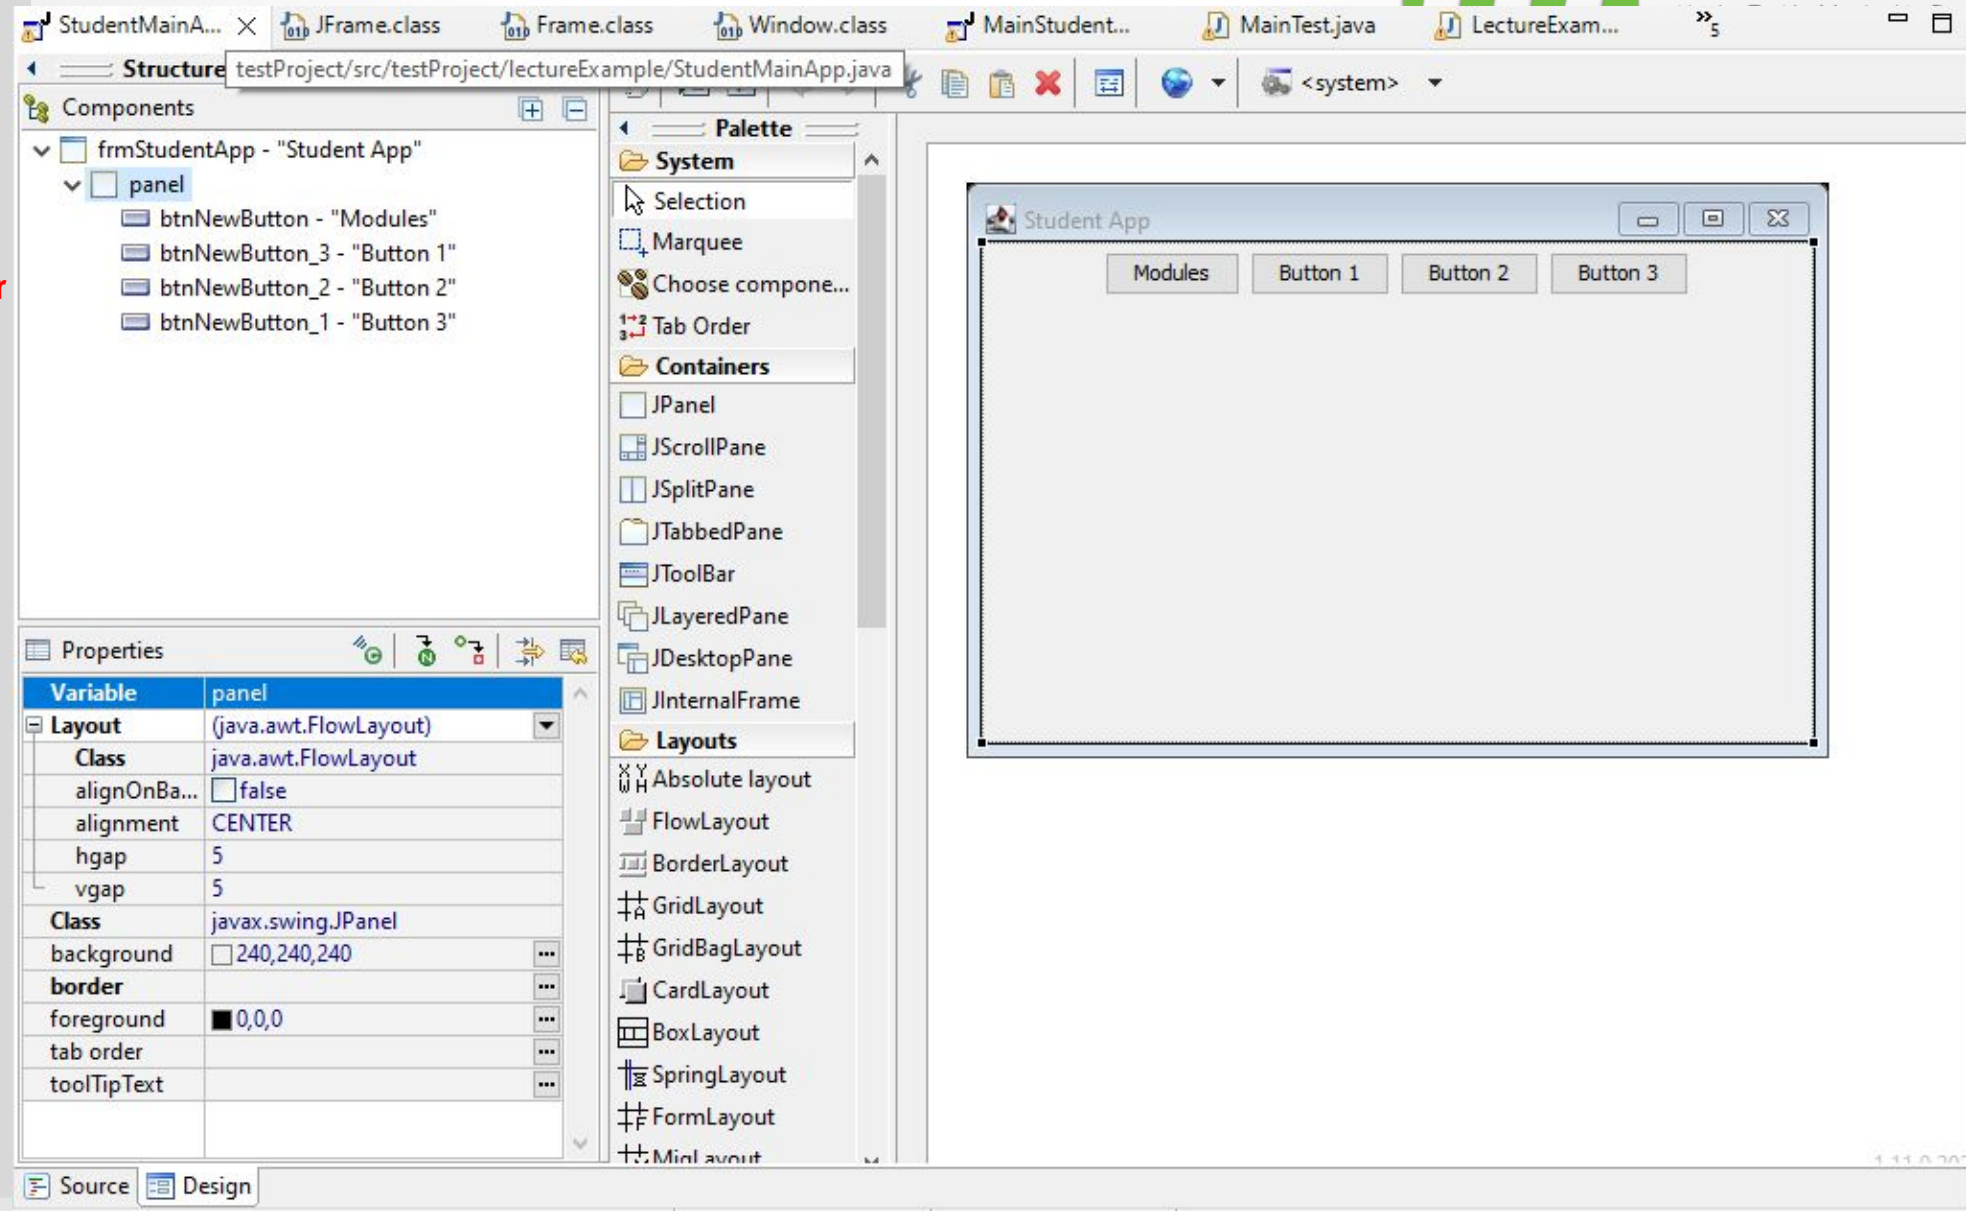 StudentMainA...
JFrame.class
Frame.class
Window.class
MainStudent...
MainTest.java
LectureExam...
»5
Structure
testProject/src/testProject/lectureExample/StudentMainApp.java
<system>
Components
frmStudentApp - "Student App"
panel
btnNewButton - "Modules"
btnNewButton_3 - "Button 1"
btnNewButton_2 - "Button 2"
btnNewButton_1 - "Button 3"
r
Properties
Variable panel
Layout (java.awt.FlowLayout)
Class java.awt.FlowLayout
alignOnBa... false
alignment CENTER
hgap 5
vgap 5
Class javax.swing.JPanel
background 240,240,240
border
foreground 0,0,0
tab order
toolTipText
Source
Design
Palette
System
Selection
Marquee
Choose compone...
Tab Order
Containers
JPanel
JScrollPane
JSplitPane
JTabbedPane
JToolBar
JLayeredPane
JDesktopPane
JInternalFrame
Layouts
Absolute layout
FlowLayout
BorderLayout
GridLayout
GridBagLayout
CardLayout
BoxLayout
SpringLayout
FormLayout
MigLayout
Student App
Modules Button 1 Button 2 Button 3